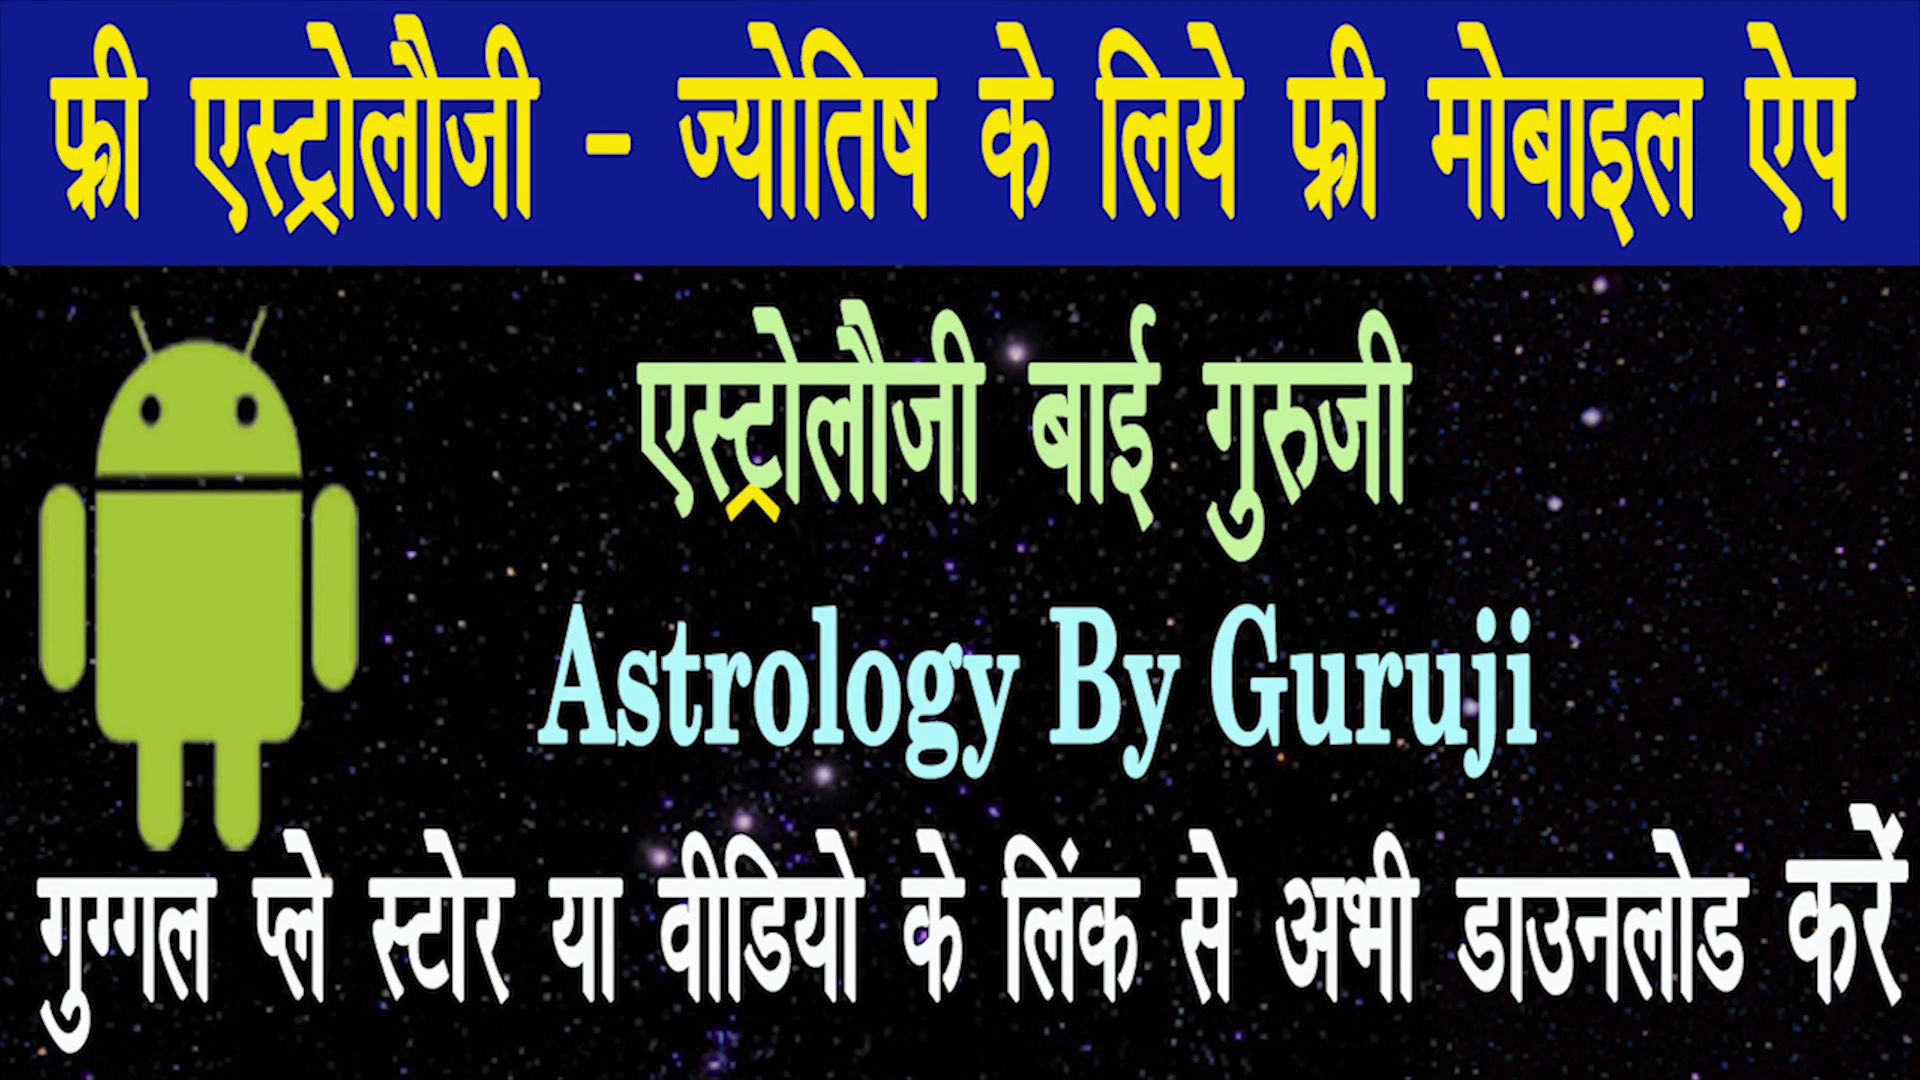 फ्री एस्ट्रोलौजी - ज्योतिष के लिये फ्री मोबाइल ऐप
एस्ट्रोलौजी बाई गुरुजी
Astrology By Guruji
गुग्गल प्ले स्टोर या वीडियो के लिंक से अभी डाउनलोड करें